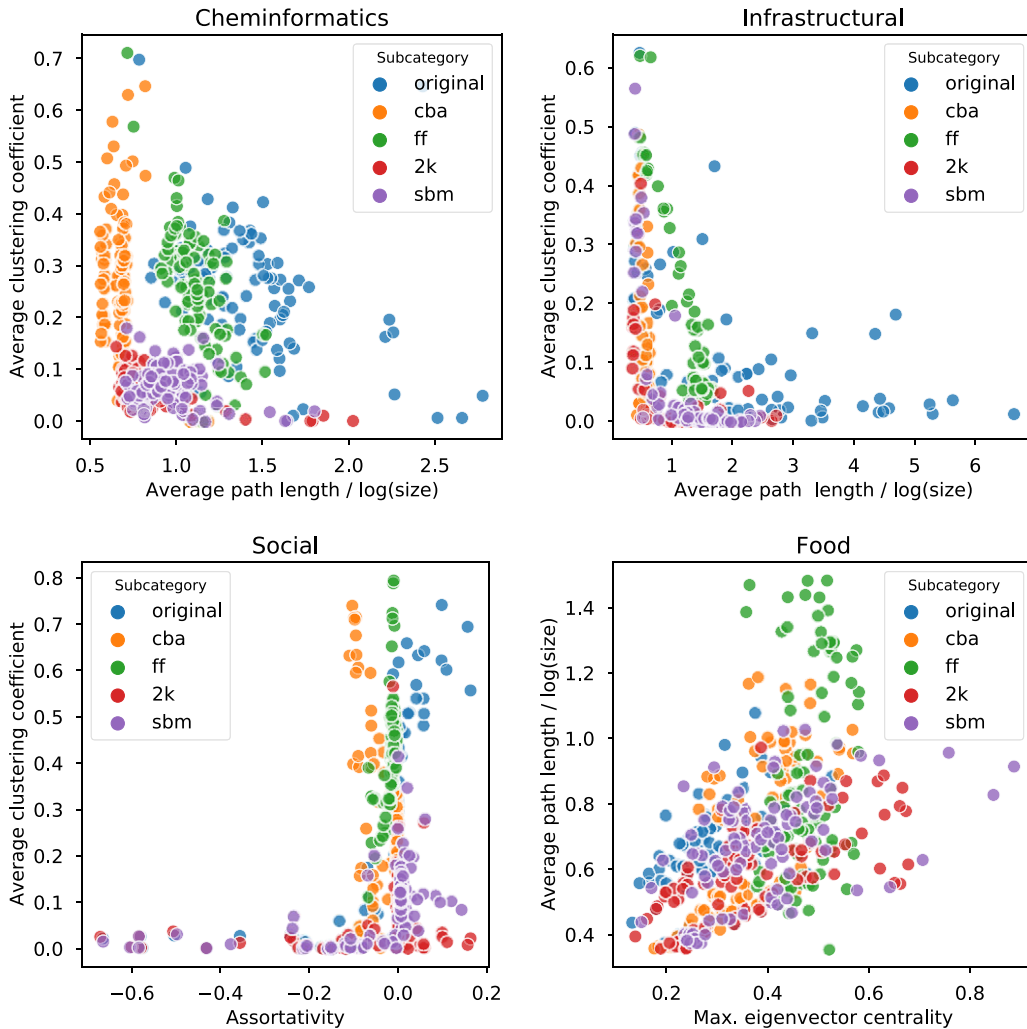 Cheminformatics
Average clustering coefficient
0.7
0.6
0.5
0.4
0.3
0.2
0.1
0.0
Subcategory
original
cba
ff
2k
sbm
0.5 1.0 1.5 2.0 2.5
Average path length / log(size)
Infrastructural
Average clustering coefficient
0.6
0.5
0.4
0.3
0.2
0.1
0.0
Subcategory
original
cba
ff
2k
sbm
1 2 3 4 5 6
Average path  length / log(size)
Social
Average clustering coefficient
0.8
0.7
0.6
0.5
0.4
0.3
0.2
0.1
0.0
Subcategory
original
cba
ff
2k
sbm
−0.6 −0.4 −0.2 0.0 0.2
Assortativity
Food
Average path length / log(size)
1.4
1.2
1.0
0.8
0.6
0.4
Subcategory
original
cba
ff
2k
sbm
0.2 0.4 0.6 0.8
Max. eigenvector centrality